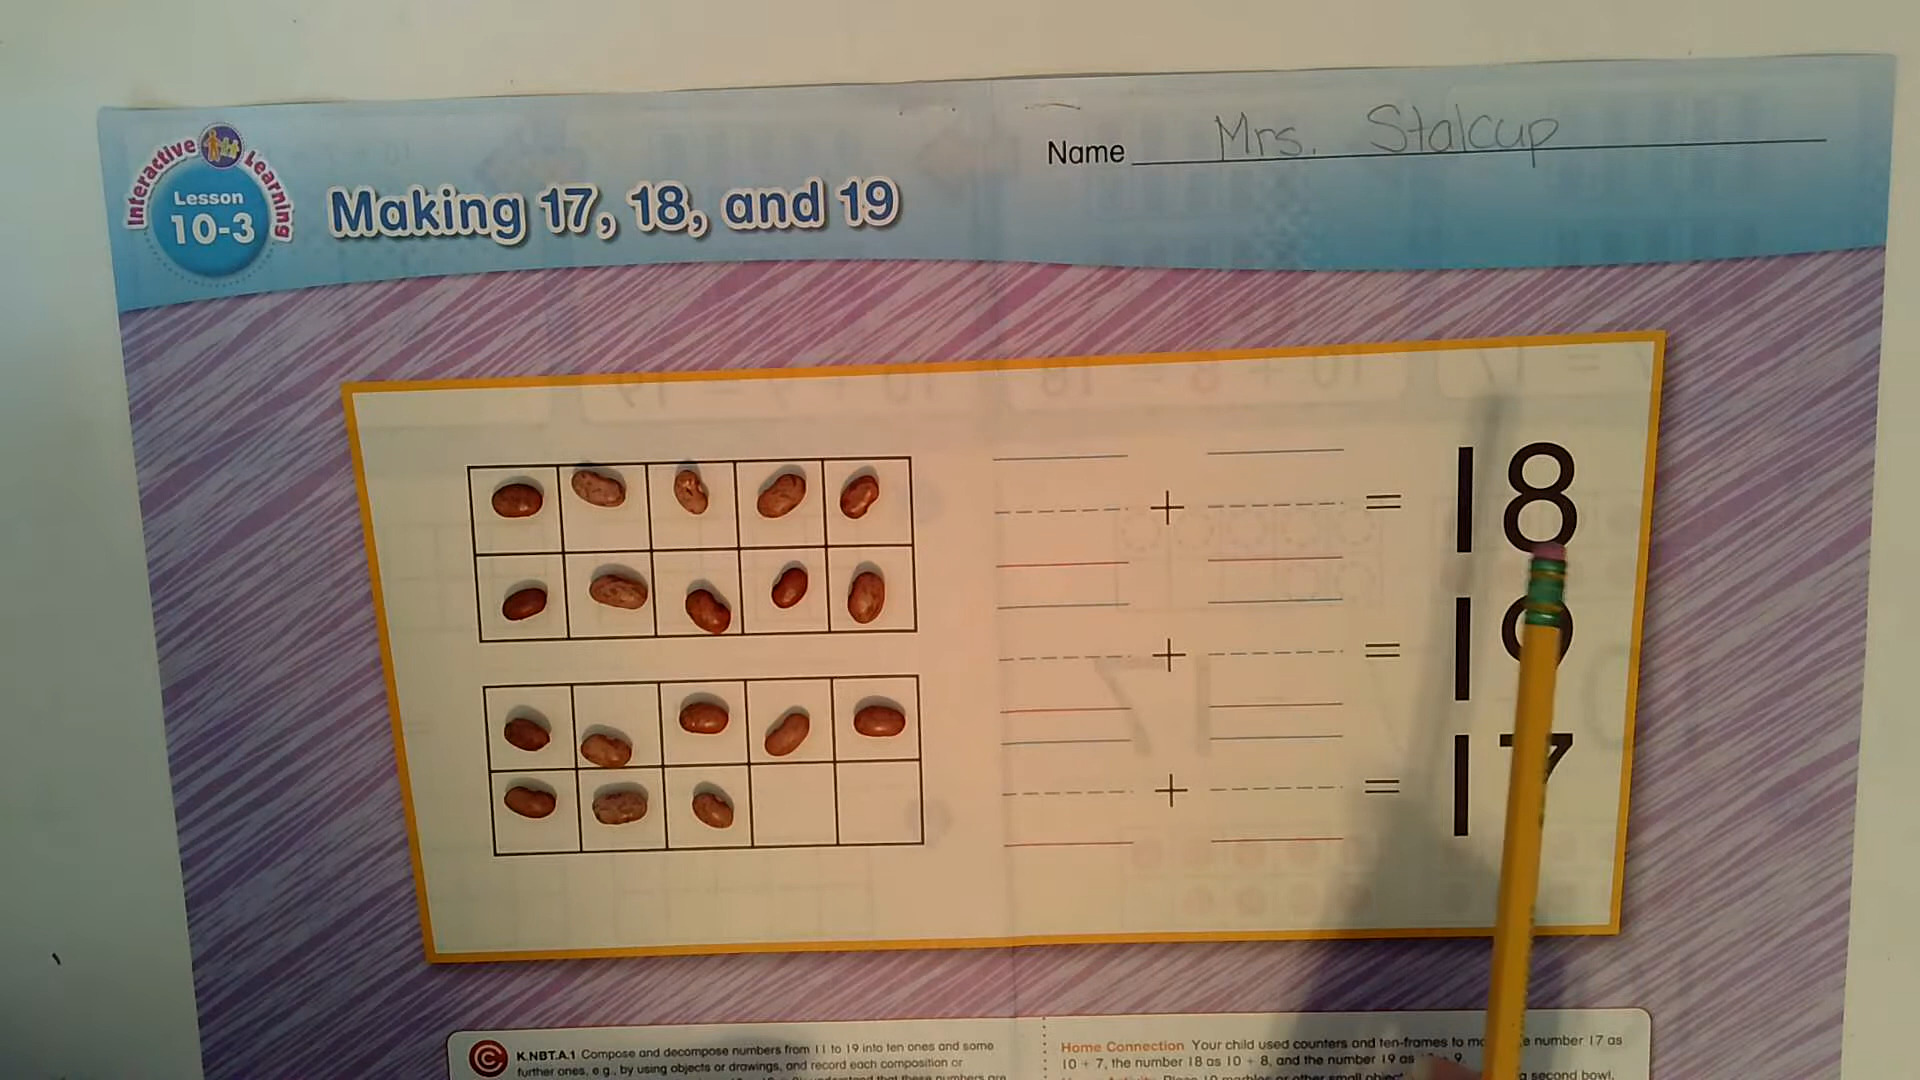 Interactive Learning
Lesson
10-3
Making 17, 18, and 19
Name Mrs. Stalcup
+ = 18
+ = 19
+ = 17
K.NBT.A.1 Compose and decompose numbers from 11 to 19 into ten ones and some
further ones, e.g., by using objects or drawings, and record each composition or
Home Connection Your child used counters and ten-frames to number 17 as
10 + 7, the number 18 as 10 + 8, and the number 19 as 9.
a second bowl.